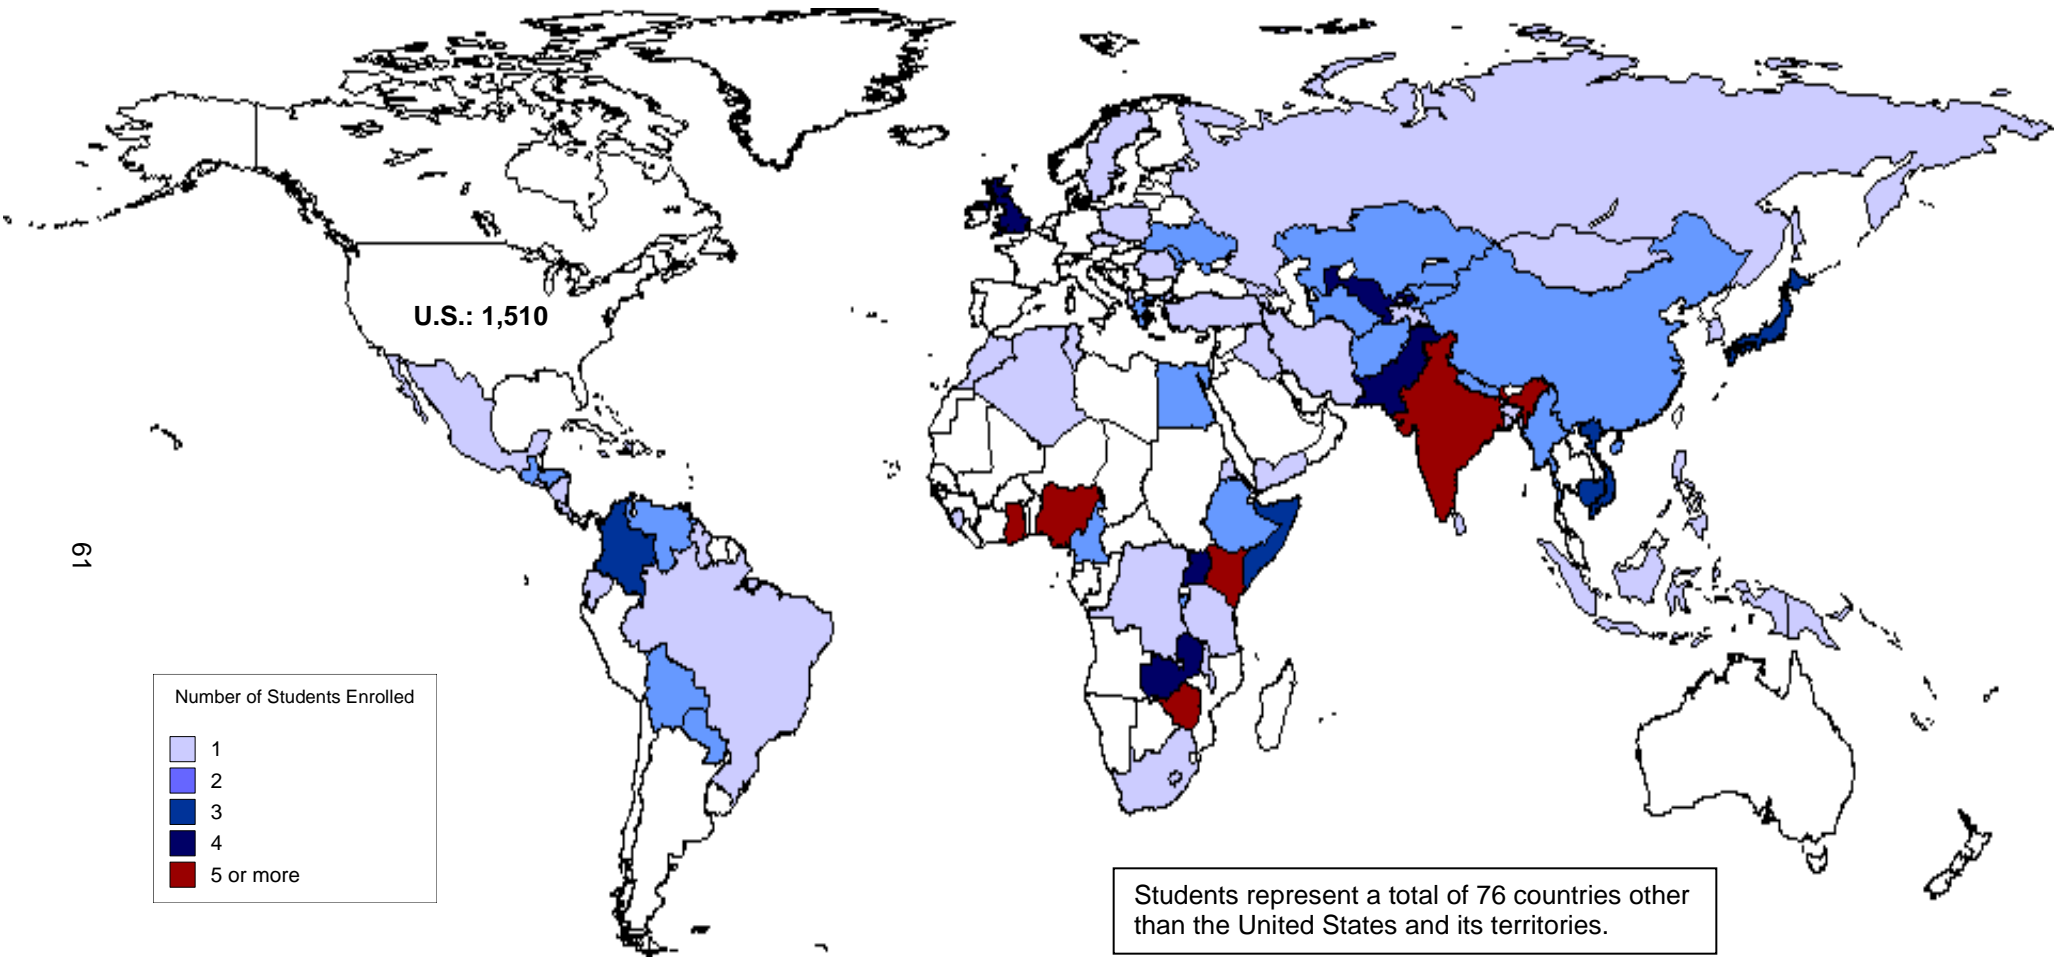 U.S.: 1,510
61
Number of Students Enrolled
1
2
3
4
5 or more
Students represent a total of 76 countries other
than the United States and its territories.